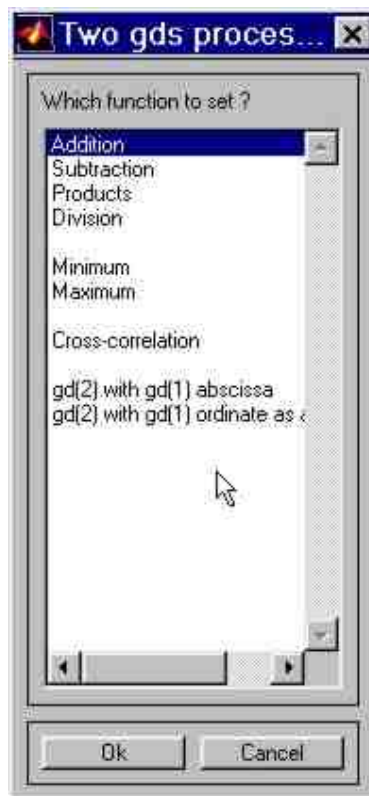 Two gds proces...
Which function to set ?
Addition
Subtraction
Products
Division
Minimum
Maximum
Cross-correlation
gd(2) with gd(1) abscissa
gd(2) with gd(1) ordinate as
Ok
Cancel